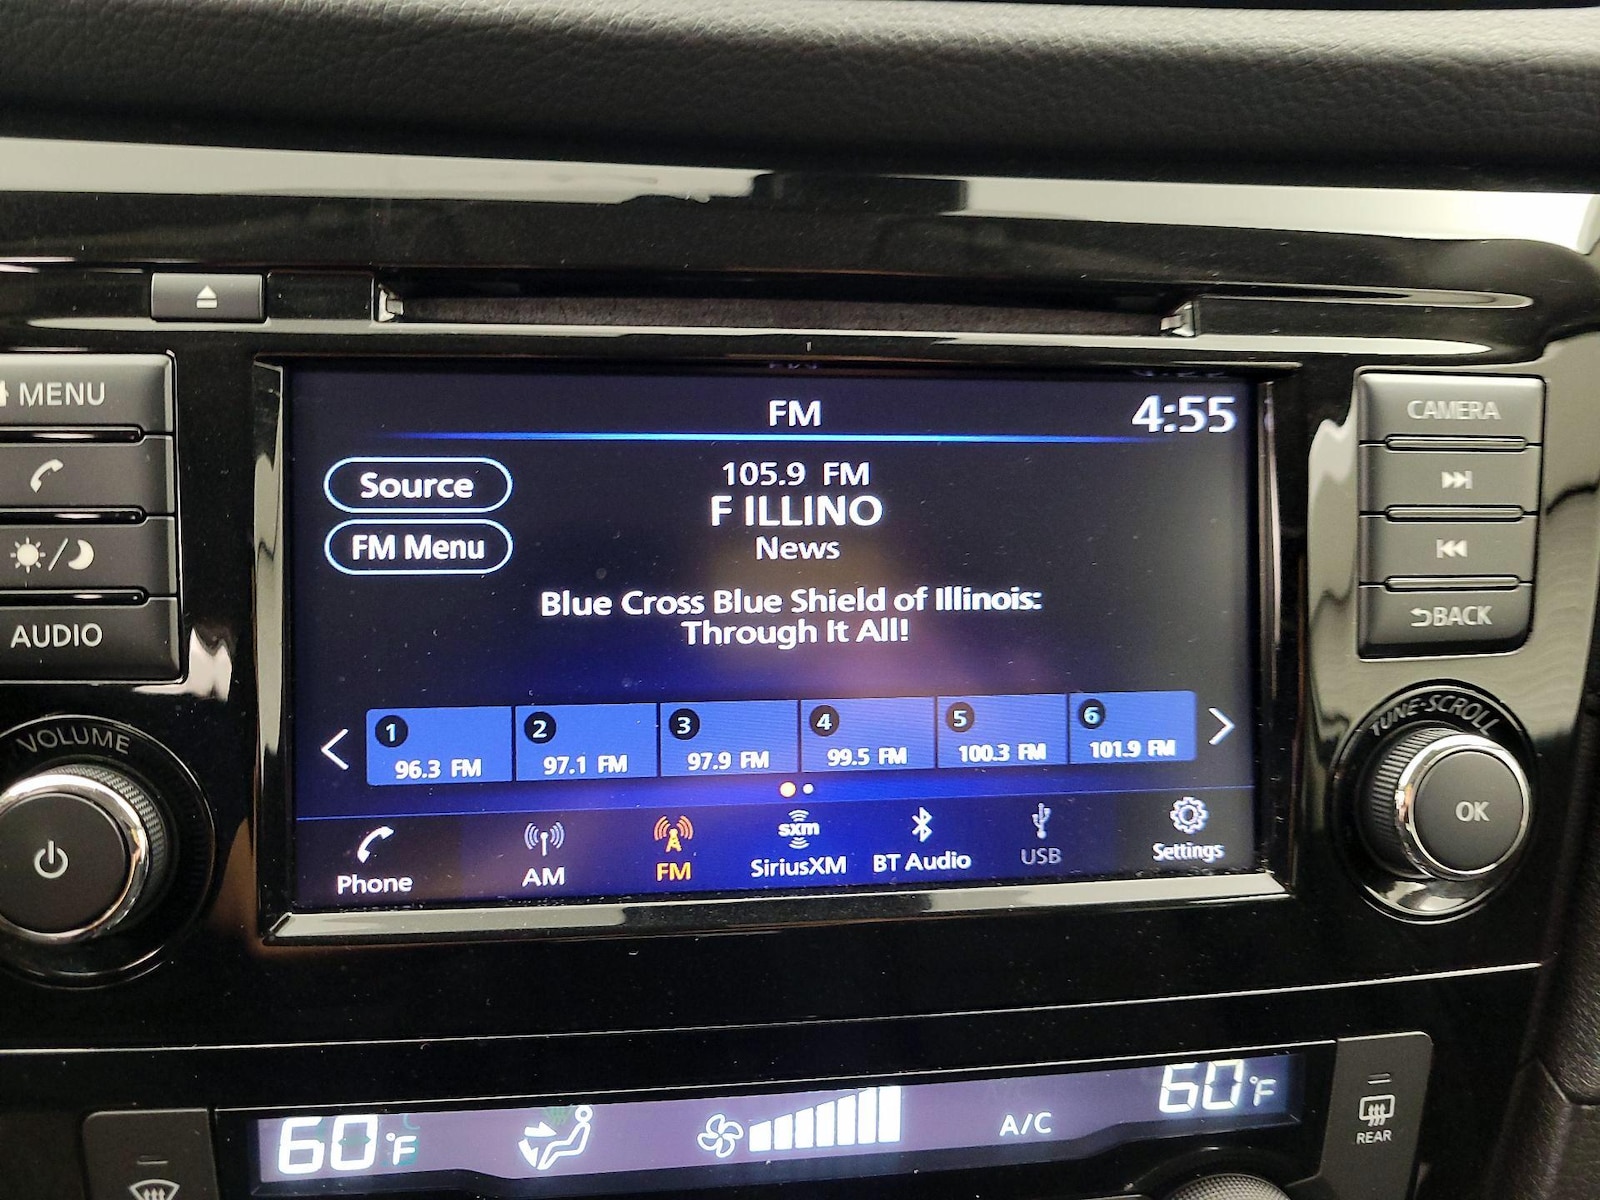 MENU
AUDIO
VOLUME
FM
4:55
Source
FM Menu
105.9 FM
F ILLINO
News
Blue Cross Blue Shield of Illinois:
Through It All!
1
96.3 FM
2
97.1 FM
3
97.9 FM
4
99.5 FM
5
100.3 FM
6
101.9 FM
Phone
AM
FM
sxm
SiriusXM
BT Audio
USB
Settings
CAMERA
BACK
TUNE·SCROLL
OK
60°F
A/C
60°F
REAR